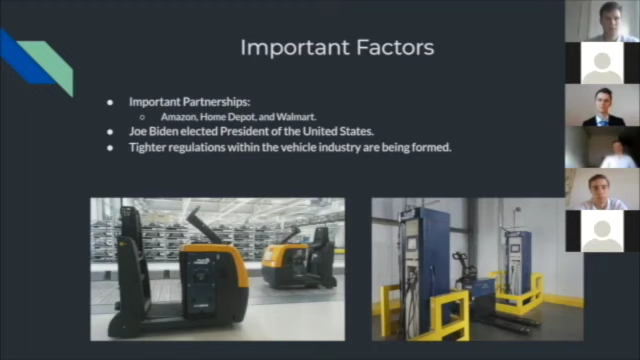 Important Factors
● Important Partnerships:
○ Amazon, Home Depot, and Walmart.
● Joe Biden elected President of the United States.
● Tighter regulations within the vehicle industry are being formed.